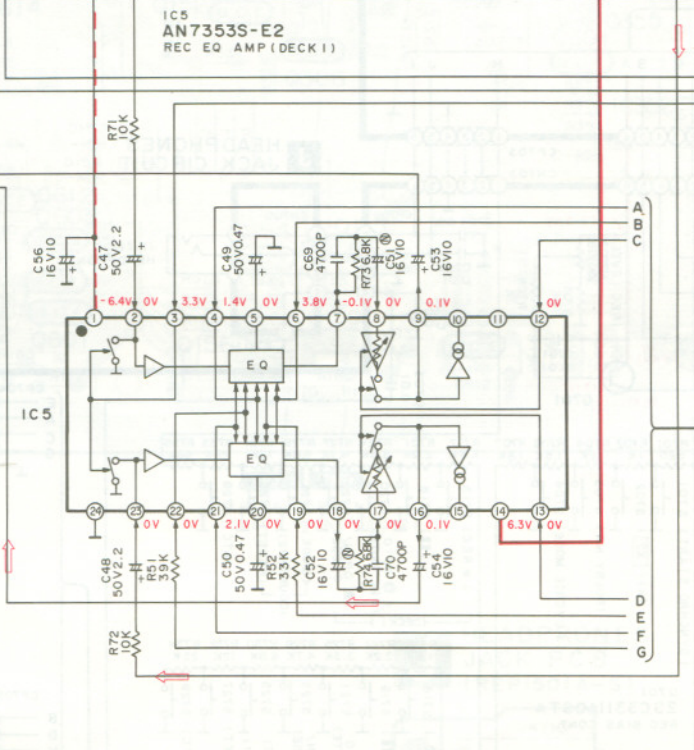 IC5
AN7353S-E2
REC EQ AMP(DECK1)
R71
10K
A
B
C
C56
16V10
C47
50V2.2
C49
50V0.47
C69
4700P
R73 6.8K
C51
16V10
C53
16V10
-6.4V 0V 3.3V 1.4V 0V 3.8V -0.1V 0V 0.1V 0V
1 2 3 4 5 6 7 8 9 10 11 12
EQ
IC5
EQ
24 23 22 21 20 19 18 17 16 15 14 13
0V 0V 2.1V 0V 0V 0V 0V 0.1V 6.3V 0V
C48
50V2.2
R51
39K
C50
50V0.47
R52
33K
C52
16V10
R74 6.8K
C70
4700P
C54
16V10
D
E
F
G
R72
10K